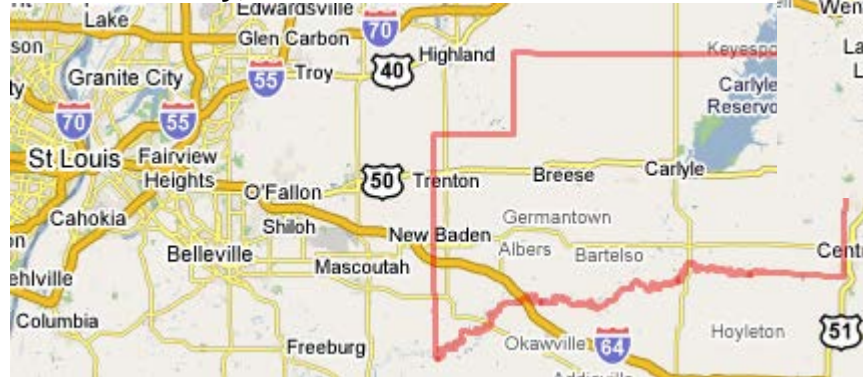 Edwardsville
Lake
70
Glen Carbon
Highland
Troy
40
55
Granite City
Keyespo
Carlyle
Reservo
70
55
St Louis
Fairview
Heights
O'Fallon
50
Trenton
Breese
Carlyle
Cahokia
Shiloh
Germantown
New Baden
Albers
Bartelso
Belleville
Mascoutah
Centr
ehlville
Columbia
Freeburg
Okawville
64
Hoyleton
51